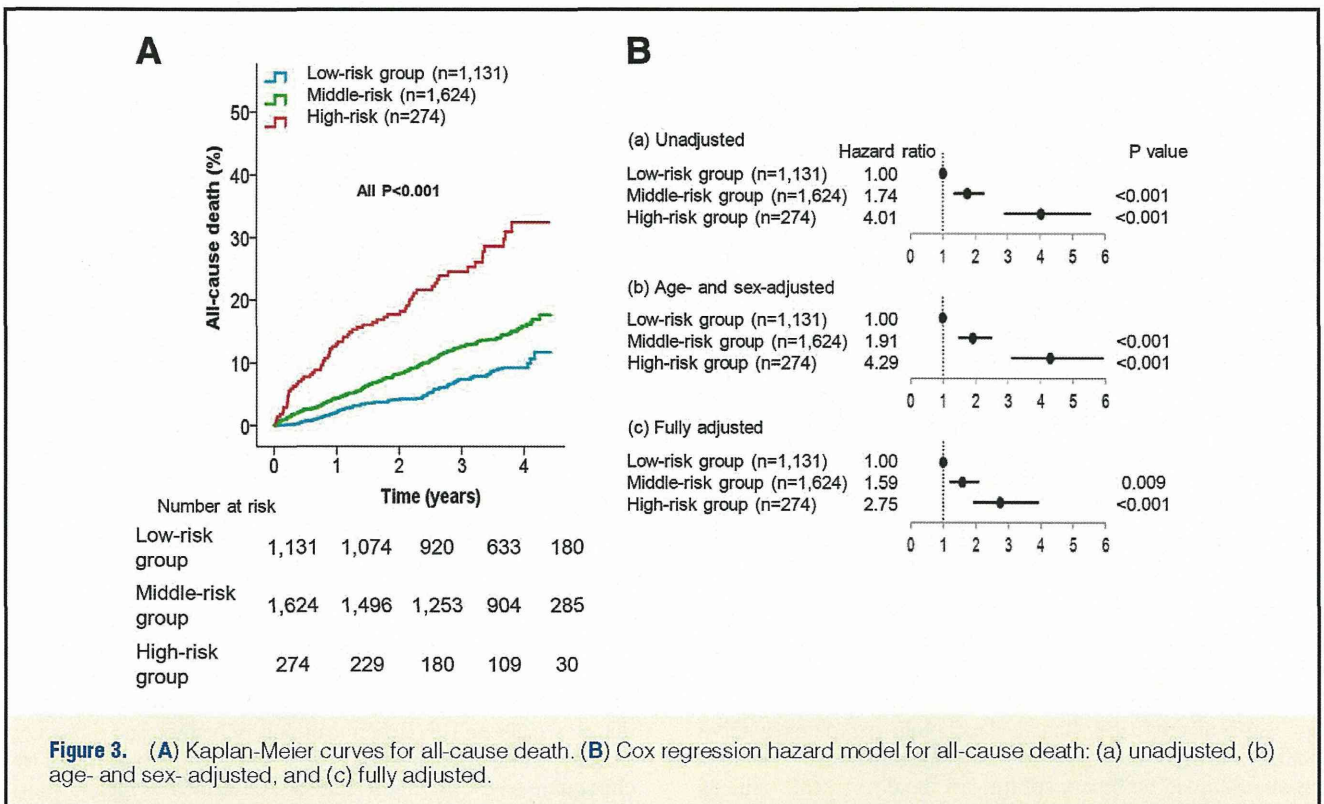 A
Low-risk group (n=1,131)
Middle-risk (n=1,624)
High-risk (n=274)
All P<0.001
All-cause death (%)
50
40
30
20
10
0
0 1 2 3 4
Time (years)
Number at risk
Low-risk group 1,131 1,074 920 633 180
Middle-risk group 1,624 1,496 1,253 904 285
High-risk group 274 229 180 109 30
B
(a) Unadjusted
Hazard ratio P value
Low-risk group (n=1,131) 1.00
Middle-risk group (n=1,624) 1.74 <0.001
High-risk group (n=274) 4.01 <0.001
0 1 2 3 4 5 6
(b) Age- and sex-adjusted
Low-risk group (n=1,131) 1.00
Middle-risk group (n=1,624) 1.91 <0.001
High-risk group (n=274) 4.29 <0.001
0 1 2 3 4 5 6
(c) Fully adjusted
Low-risk group (n=1,131) 1.00
Middle-risk group (n=1,624) 1.59 0.009
High-risk group (n=274) 2.75 <0.001
0 1 2 3 4 5 6
Figure 3. (A) Kaplan-Meier curves for all-cause death. (B) Cox regression hazard model for all-cause death: (a) unadjusted, (b)
age- and sex- adjusted, and (c) fully adjusted.